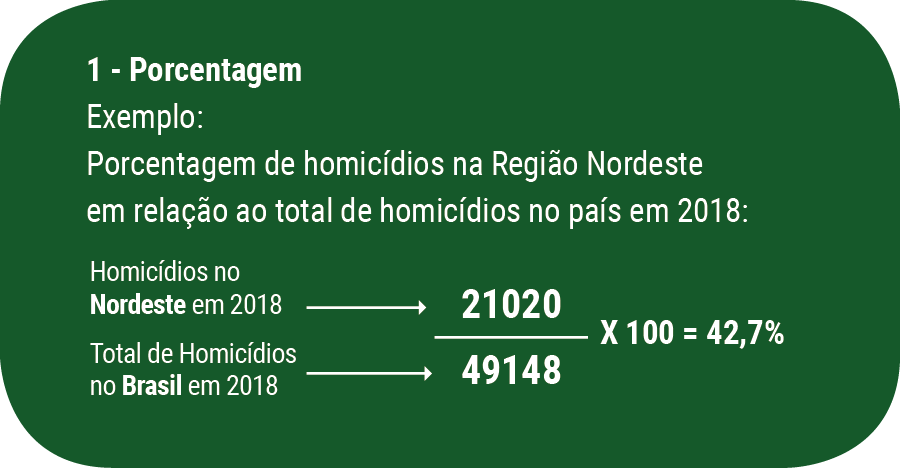 1 - Porcentagem
Exemplo:
Porcentagem de homicídios na Região Nordeste
em relação ao total de homicídios no país em 2018:
Homicídios no
Nordeste em 2018
21020
Total de Homicídios
no Brasil em 2018
49148
X 100 = 42,7%